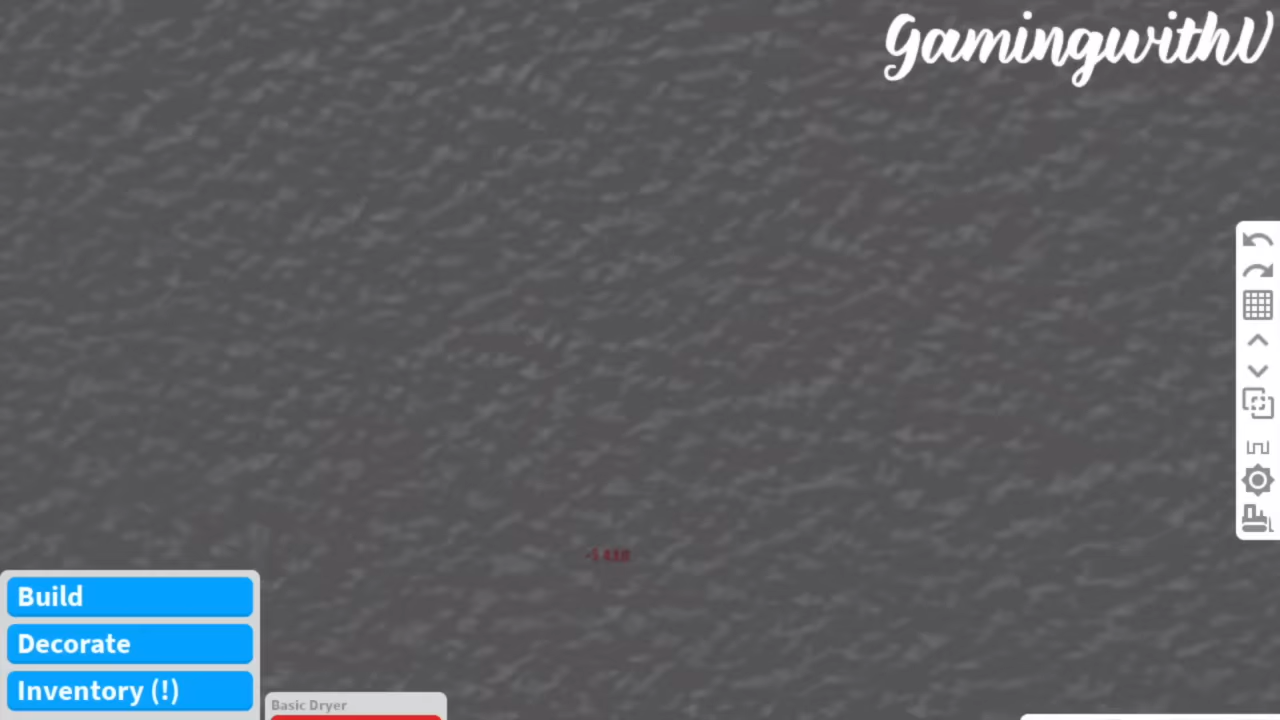 GamingwithV
Build
Decorate
Inventory (!)
Basic Dryer